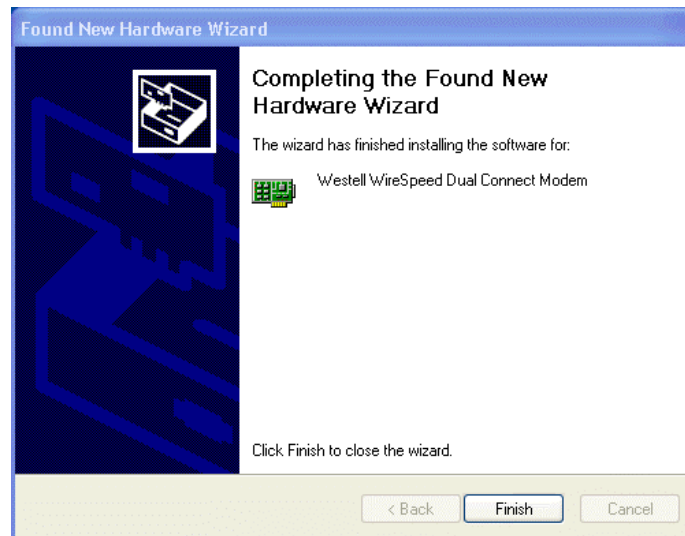 Found New Hardware Wizard
Completing the Found New
Hardware Wizard
The wizard has finished installing the software for:
Westell WireSpeed Dual Connect Modem
Click Finish to close the wizard.
< Back
Finish
Cancel